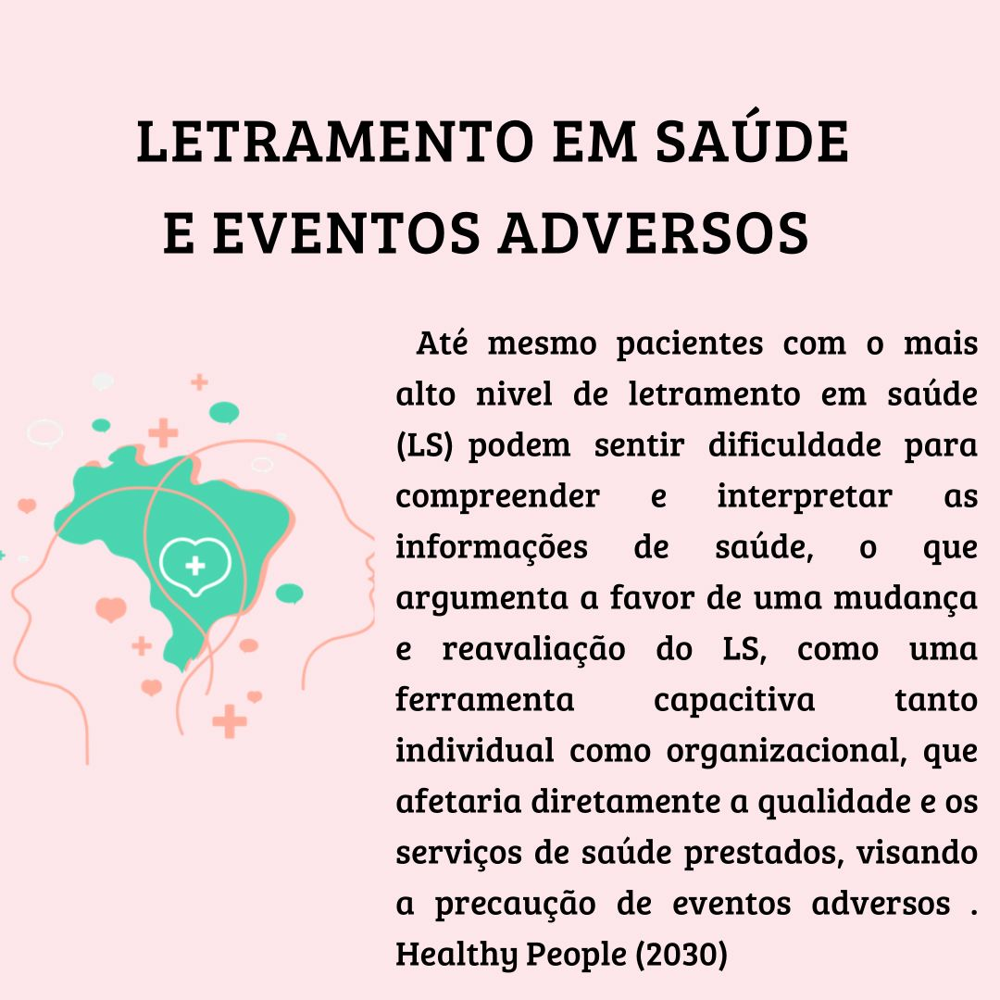 LETRAMENTO EM SAÚDE
E EVENTOS ADVERSOS
Até mesmo pacientes com o mais
alto nivel de letramento em saúde
(LS) podem sentir dificuldade para
compreender e interpretar as
informações de saúde, o que
argumenta a favor de uma mudança
e reavaliação do LS, como uma
ferramenta capacitiva tanto
individual como organizacional, que
afetaria diretamente a qualidade e os
serviços de saúde prestados, visando
a precaução de eventos adversos .
Healthy People (2030)